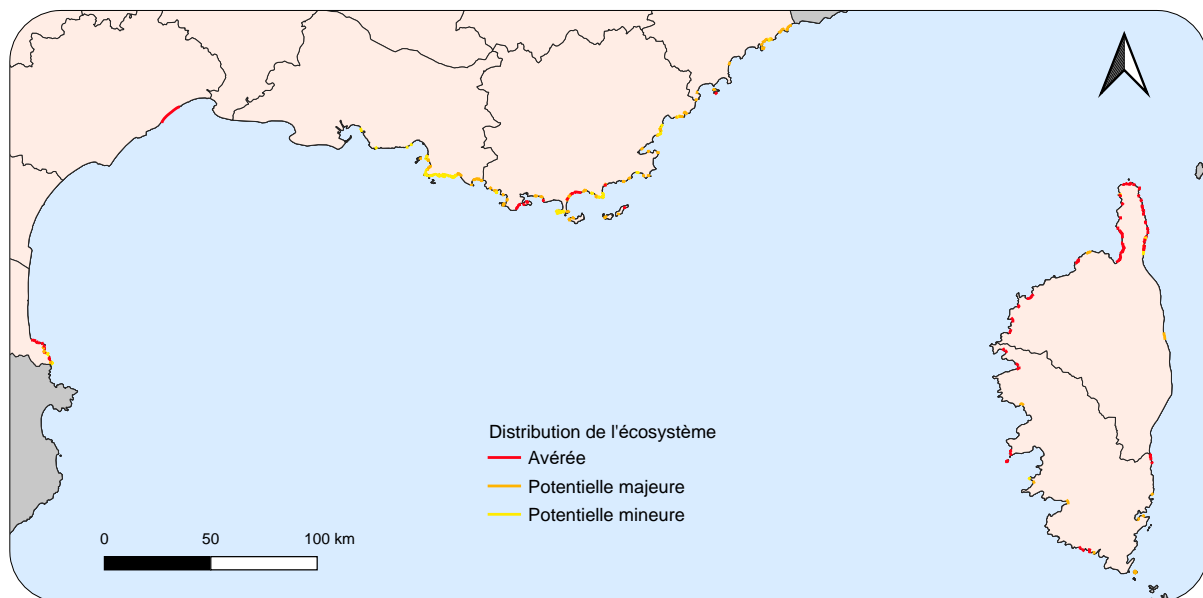 Distribution de l'écosystème
Avérée
Potentielle majeure
Potentielle mineure
0 50 100 km